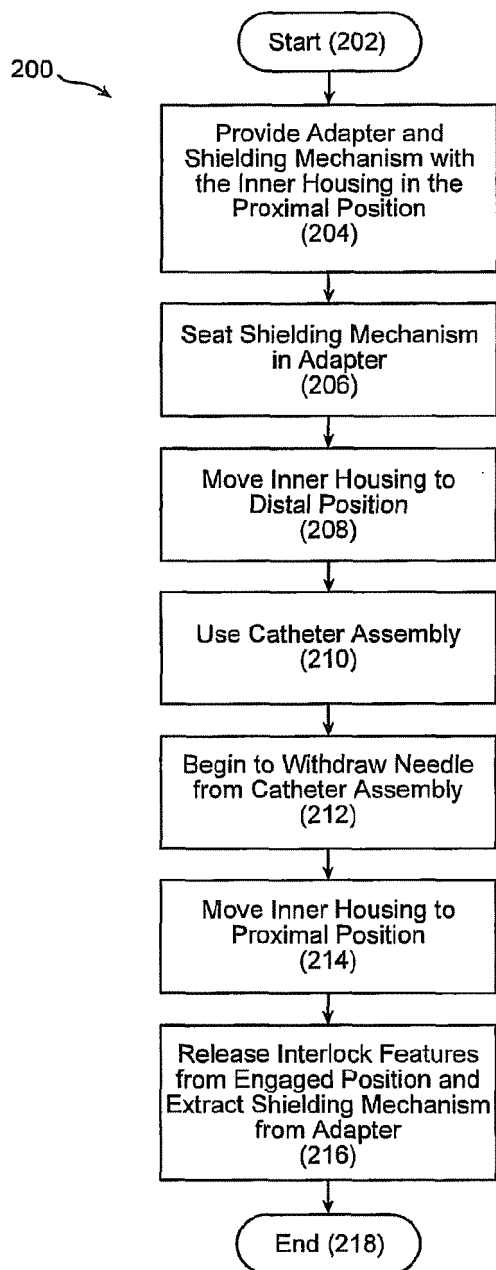 Start (202)
200
Provide Adapter and
Shielding Mechanism with
the Inner Housing in the
Proximal Position
(204)
Seat Shielding Mechanism
in Adapter
(206)
Move Inner Housing to
Distal Position
(208)
Use Catheter Assembly
(210)
Begin to Withdraw Needle
from Catheter Assembly
(212)
Move Inner Housing to
Proximal Position
(214)
Release Interlock Features
from Engaged Position and
Extract Shielding Mechanism
from Adapter
(216)
End (218)